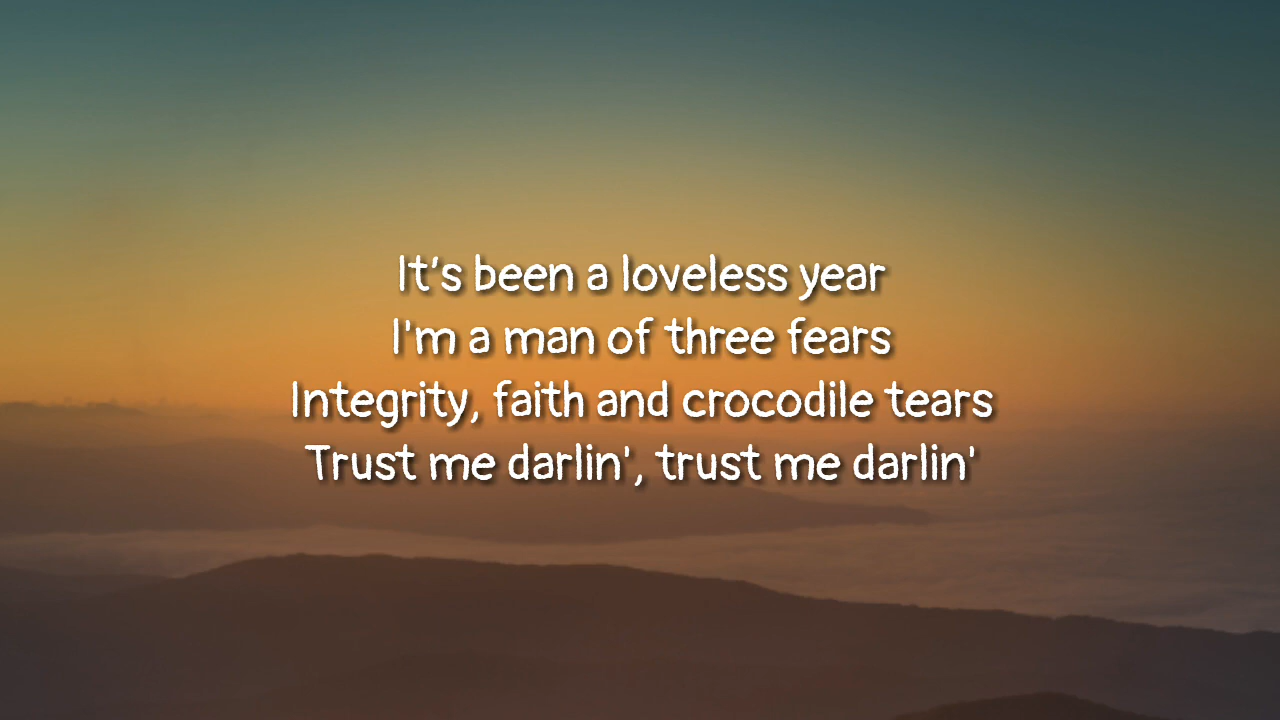 It's been a loveless year
I'm a man of three fears
Integrity, faith and crocodile tears
Trust me darlin', trust me darlin'